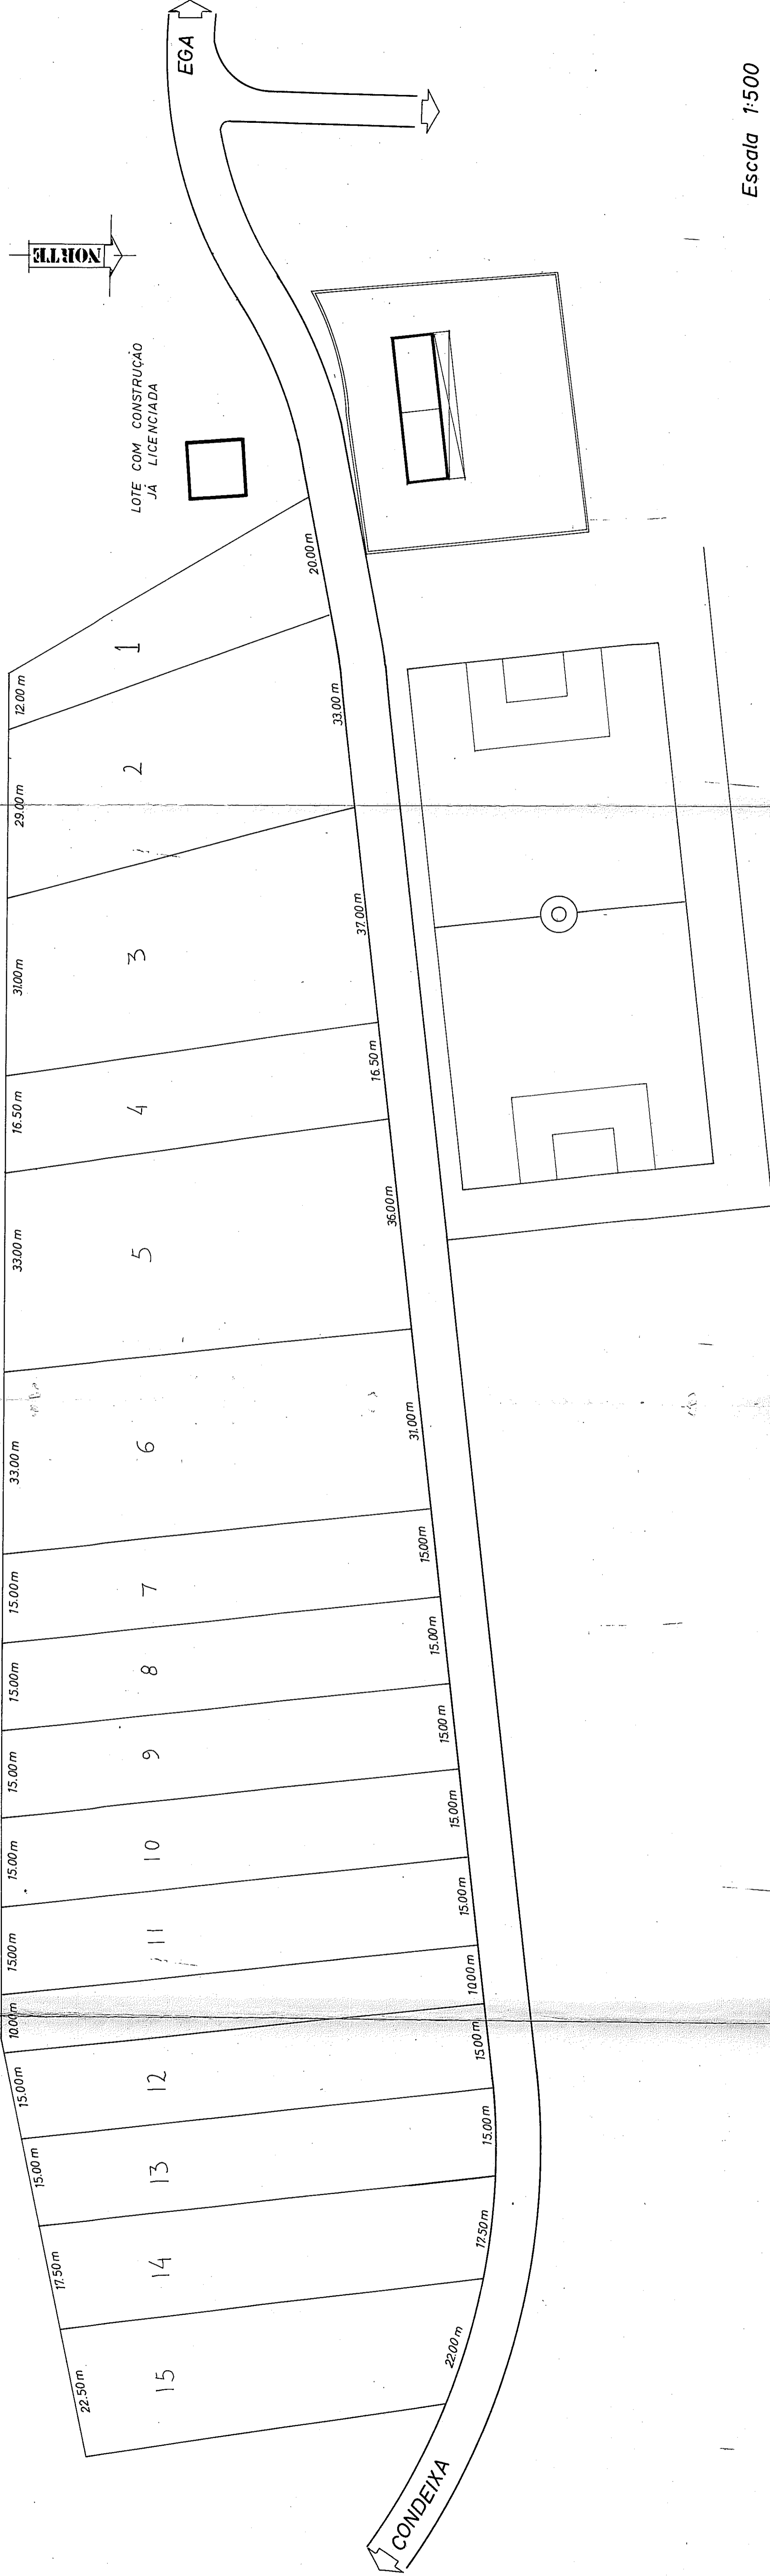 EGA
NORTE
LOTE COM CONSTRUÇÃO
JÁ LICENCIADA
Escala 1:500
20.00 m
1
12.00 m
33.00 m
2
29.00 m
37.00 m
3
31.00 m
16.50 m
4
16.50 m
36.00 m
5
33.00 m
31.00 m
6
33.00 m
15.00 m
7
15.00 m
15.00 m
8
15.00 m
15.00 m
9
15.00 m
15.00 m
10
15.00 m
15.00 m
11
15.00 m
10.00 m
10.00 m
15.00 m
12
15.00 m
15.00 m
13
15.00 m
17.50 m
14
17.50 m
22.00 m
15
22.50 m
CONDEIXA